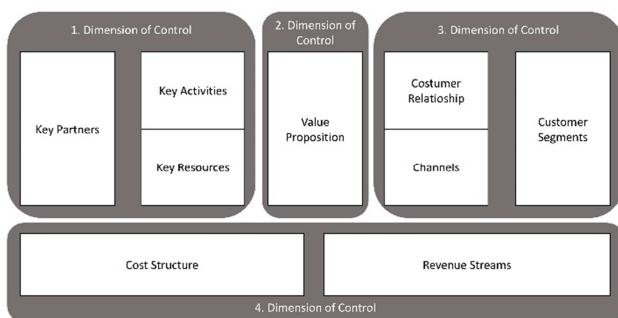 1. Dimension of Control
2. Dimension of
Control
3. Dimension of Control
Key Partners
Key Activities
Key Resources
Value
Proposition
Costumer
Relatioship
Channels
Customer
Segments
Cost Structure
Revenue Streams
4. Dimension of Control